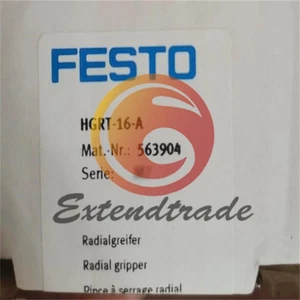 FESTO
HGRT-16-A
Mat.-Nr.: 563904
Serie:
Extendtrade
Radialgreifer
Radial gripper
Pince à serrage radial